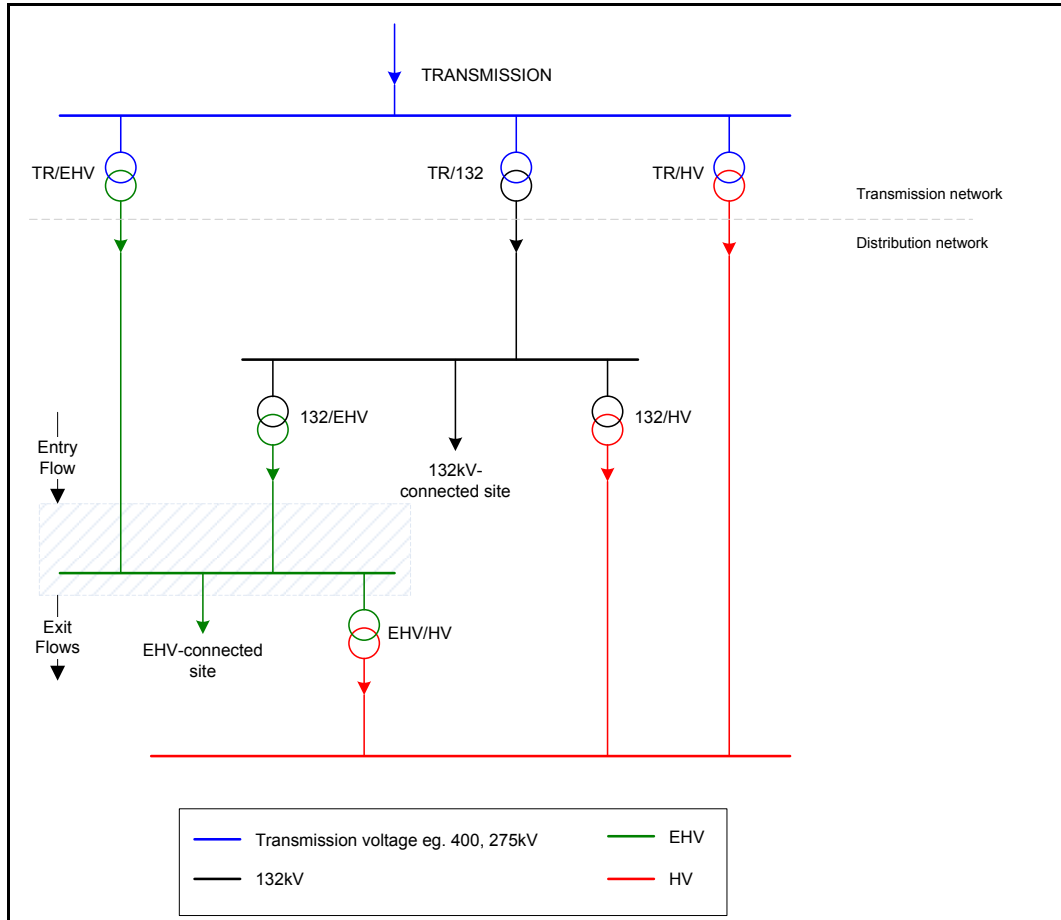 TRANSMISSION
TR/EHV
TR/132
TR/HV
Transmission network
Distribution network
132/EHV
132/HV
Entry
Flow
132kV-
connected site
Exit
Flows
EHV/HV
EHV-connected
site
Transmission voltage eg. 400, 275kV
EHV
132kV
HV